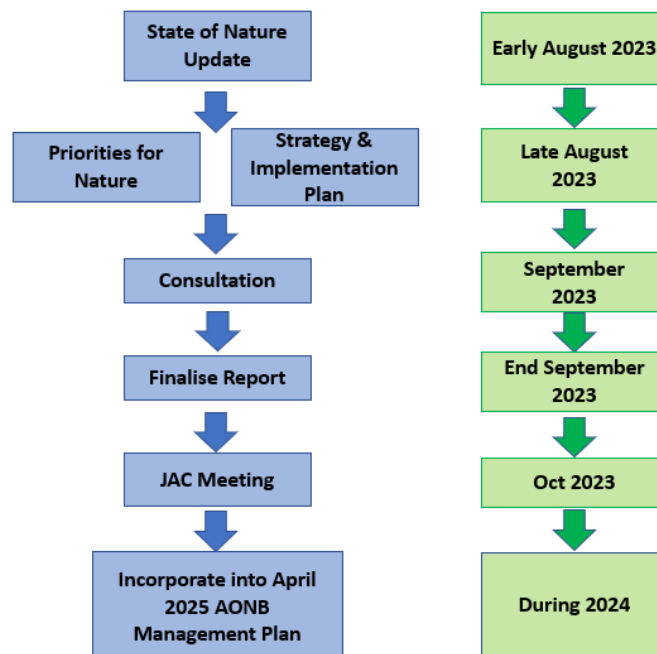 State of Nature
Update
Early August 2023
Priorities for
Nature
Strategy &
Implementation
Plan
Late August
2023
Consultation
September
2023
Finalise Report
End September
2023
JAC Meeting
Oct 2023
Incorporate into April
2025 AONB
Management Plan
During 2024